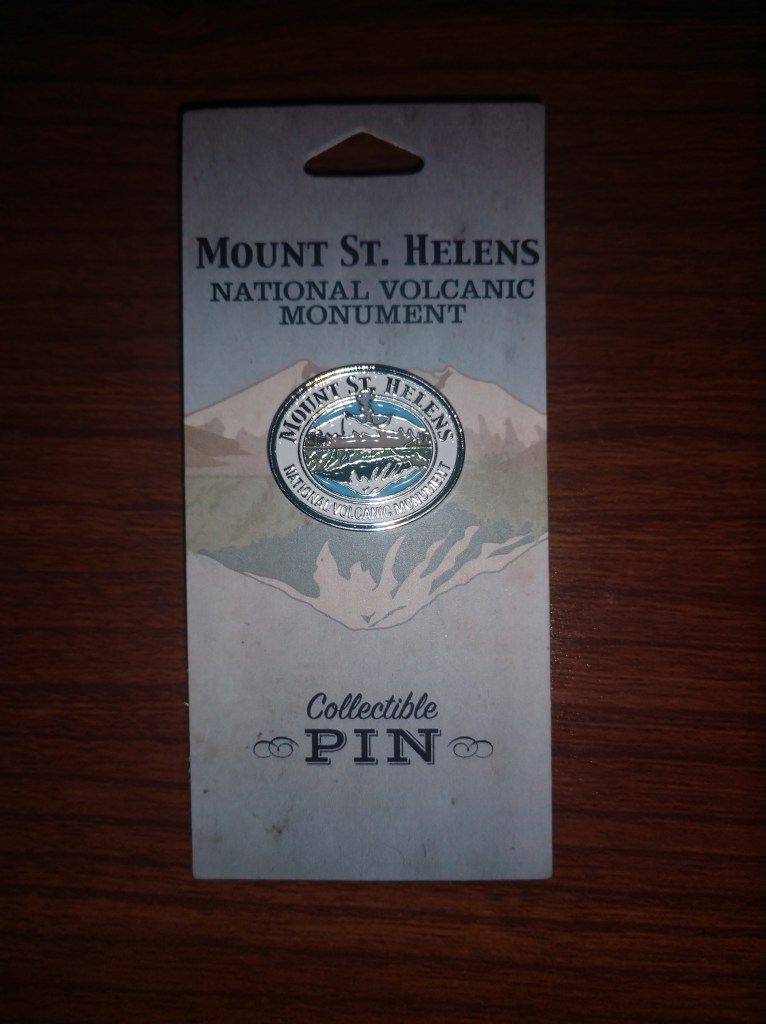 MOUNT ST. HELENS
NATIONAL VOLCANIC
MONUMENT
MOUNT ST. HELENS
NATIONAL VOLCANIC MONUMENT
Collectible
PIN